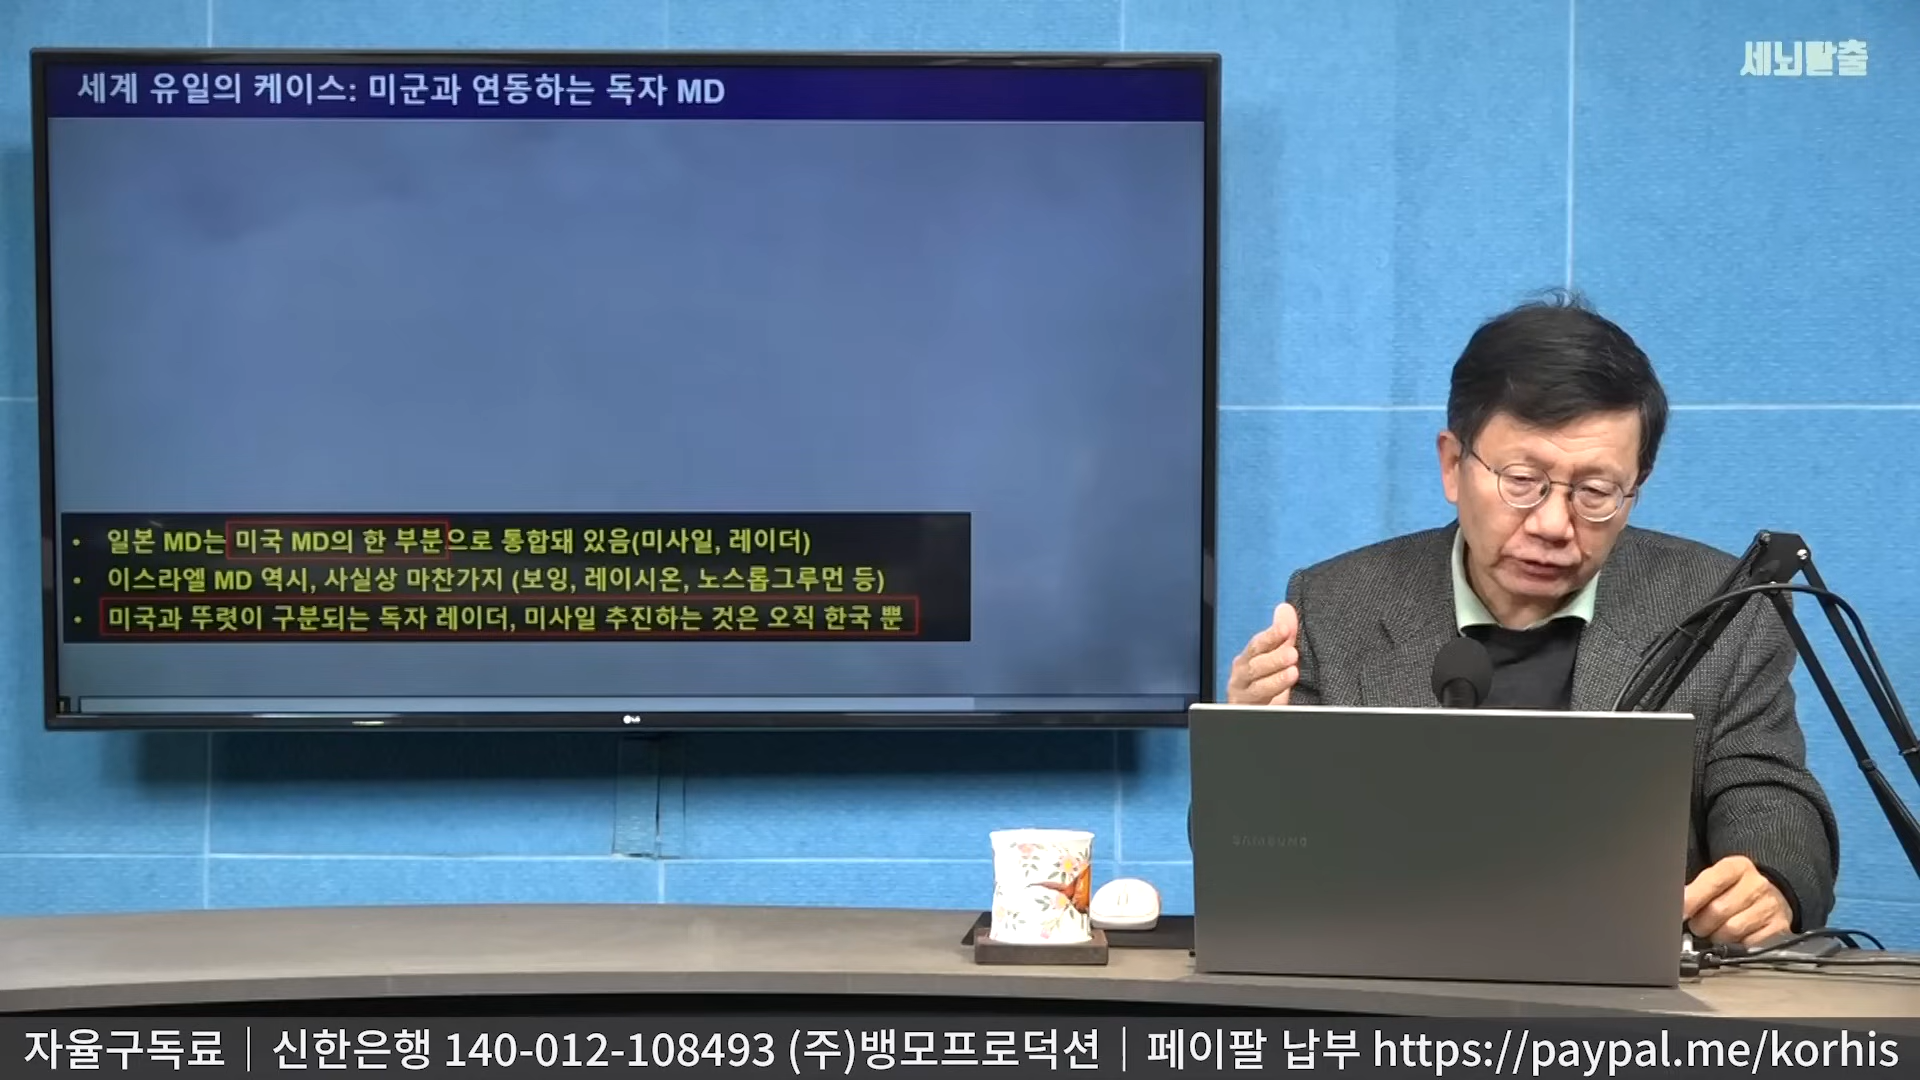 세뇌탈출
세계 유일의 케이스: 미군과 연동하는 독자 MD
• 일본 MD는 미국 MD의 한 부분으로 통합돼 있음(미사일, 레이더)
• 이스라엘 MD 역시, 사실상 마찬가지 (보잉, 레이시온, 노스롭그루먼 등)
• 미국과 뚜렷이 구분되는 독자 레이더, 미사일 추진하는 것은 오직 한국 뿐
LG
SAMSUNG
자율구독료│신한은행 140-012-108493 (주)뱅모프로덕션│페이팔 납부 https://paypal.me/korhis